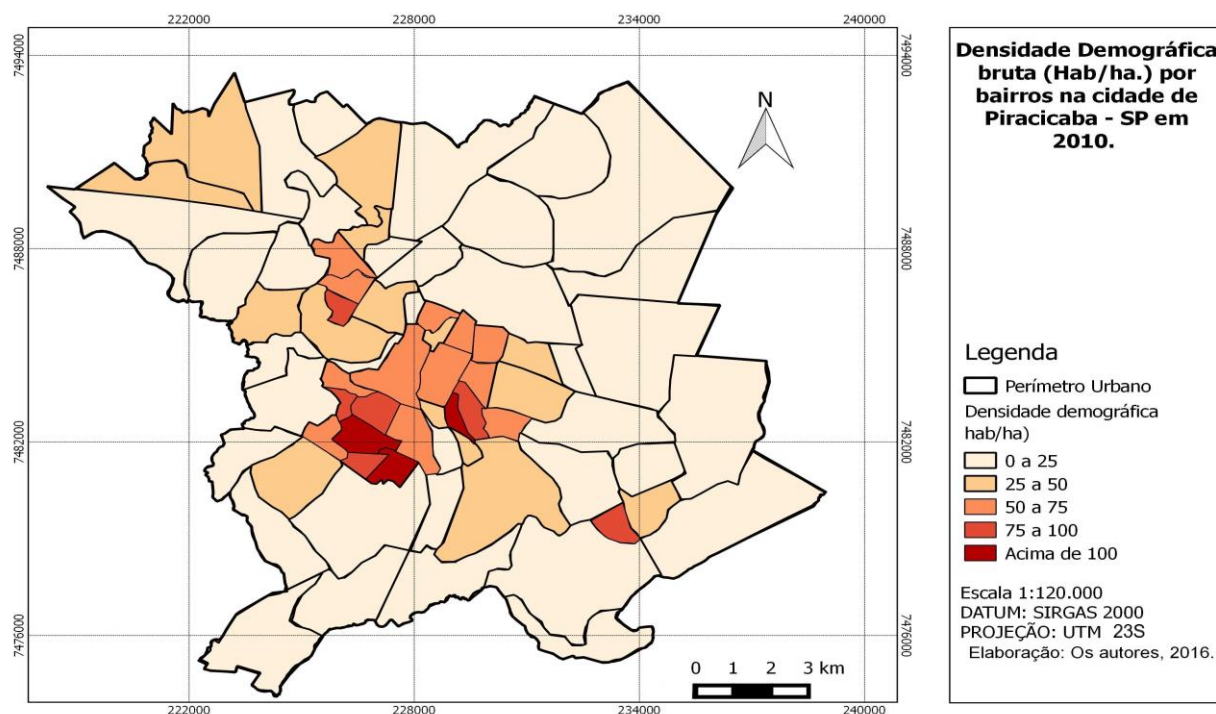 222000
228000
234000
240000
7494000
7494000
N
7488000
7488000
7482000
7482000
7476000
7476000
0 1 2 3 km
222000
228000
234000
240000
Densidade Demográfica
bruta (Hab/ha.) por
bairros na cidade de
Piracicaba - SP em
2010.
Legenda
Perímetro Urbano
Densidade demográfica
hab/ha)
0 a 25
25 a 50
50 a 75
75 a 100
Acima de 100
Escala 1:120.000
DATUM: SIRGAS 2000
PROJEÇÃO: UTM 23S
Elaboração: Os autores, 2016.